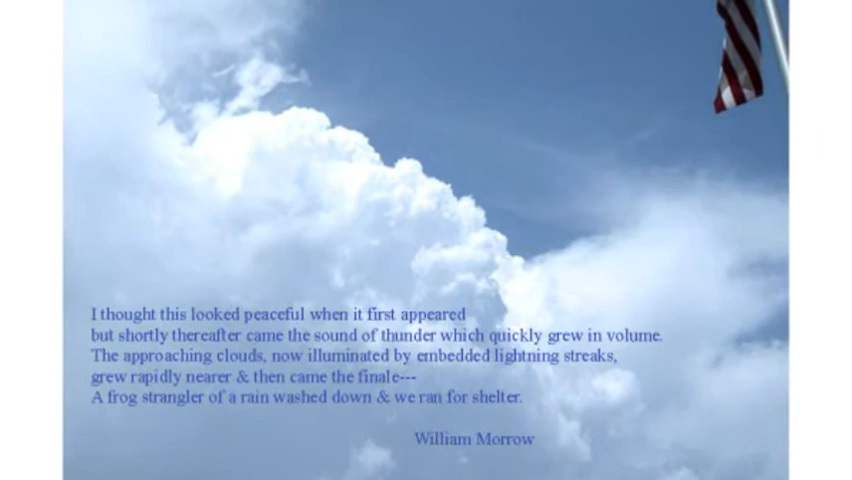 I thought this looked peaceful when it first appeared
but shortly thereafter came the sound of thunder which quickly grew in volume.
The approaching clouds, now illuminated by embedded lightning streaks,
grew rapidly nearer & then came the finale---
A frog strangler of a rain washed down & we ran for shelter.
William Morrow